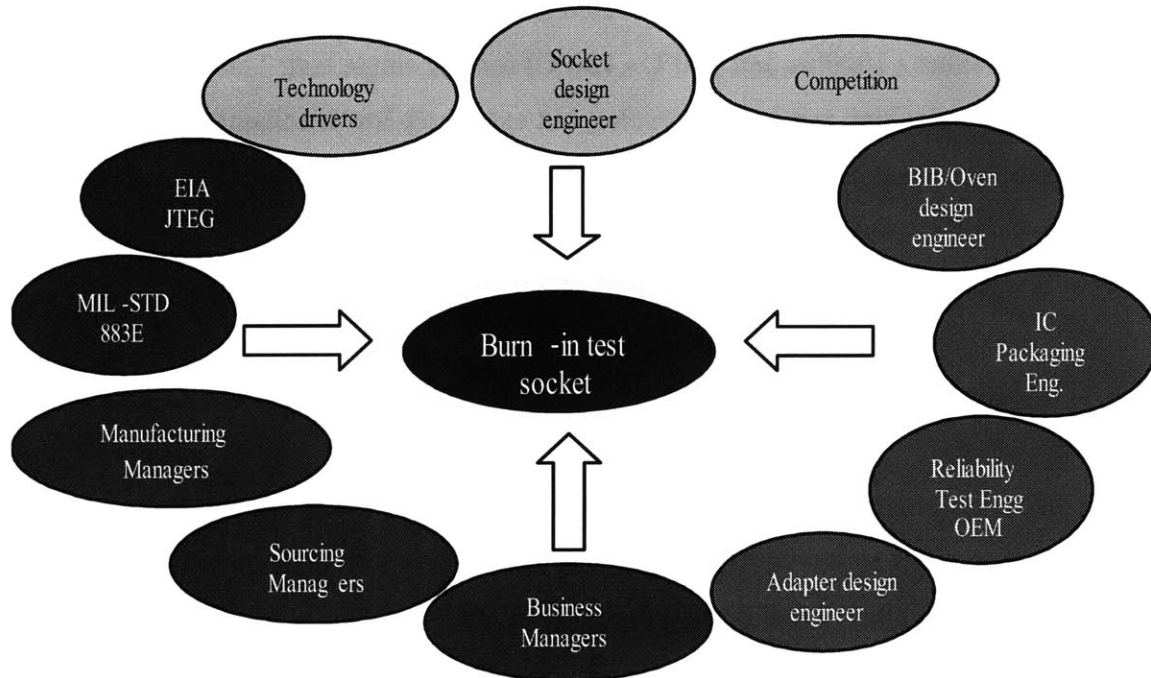 Technology
drivers
Socket
design
engineer
Competition
EIA
JTEG
BIB/Oven
design
engineer
MIL -STD
883E
Burn -in test
socket
IC
Packaging
Eng.
Manufacturing
Managers
Reliability
Test Engg
OEM
Sourcing
Manag ers
Business
Managers
Adapter design
engineer